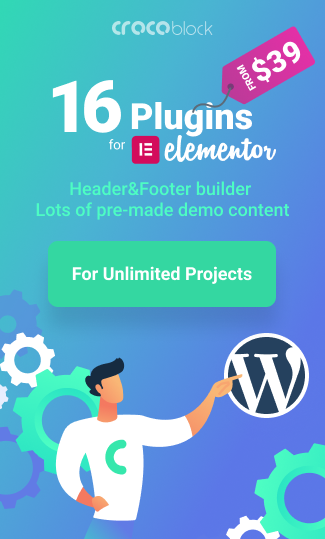 crocoblock
FROM $39
16 Plugins
for elementor
Header&Footer builder
Lots of pre-made demo content
For Unlimited Projects
W